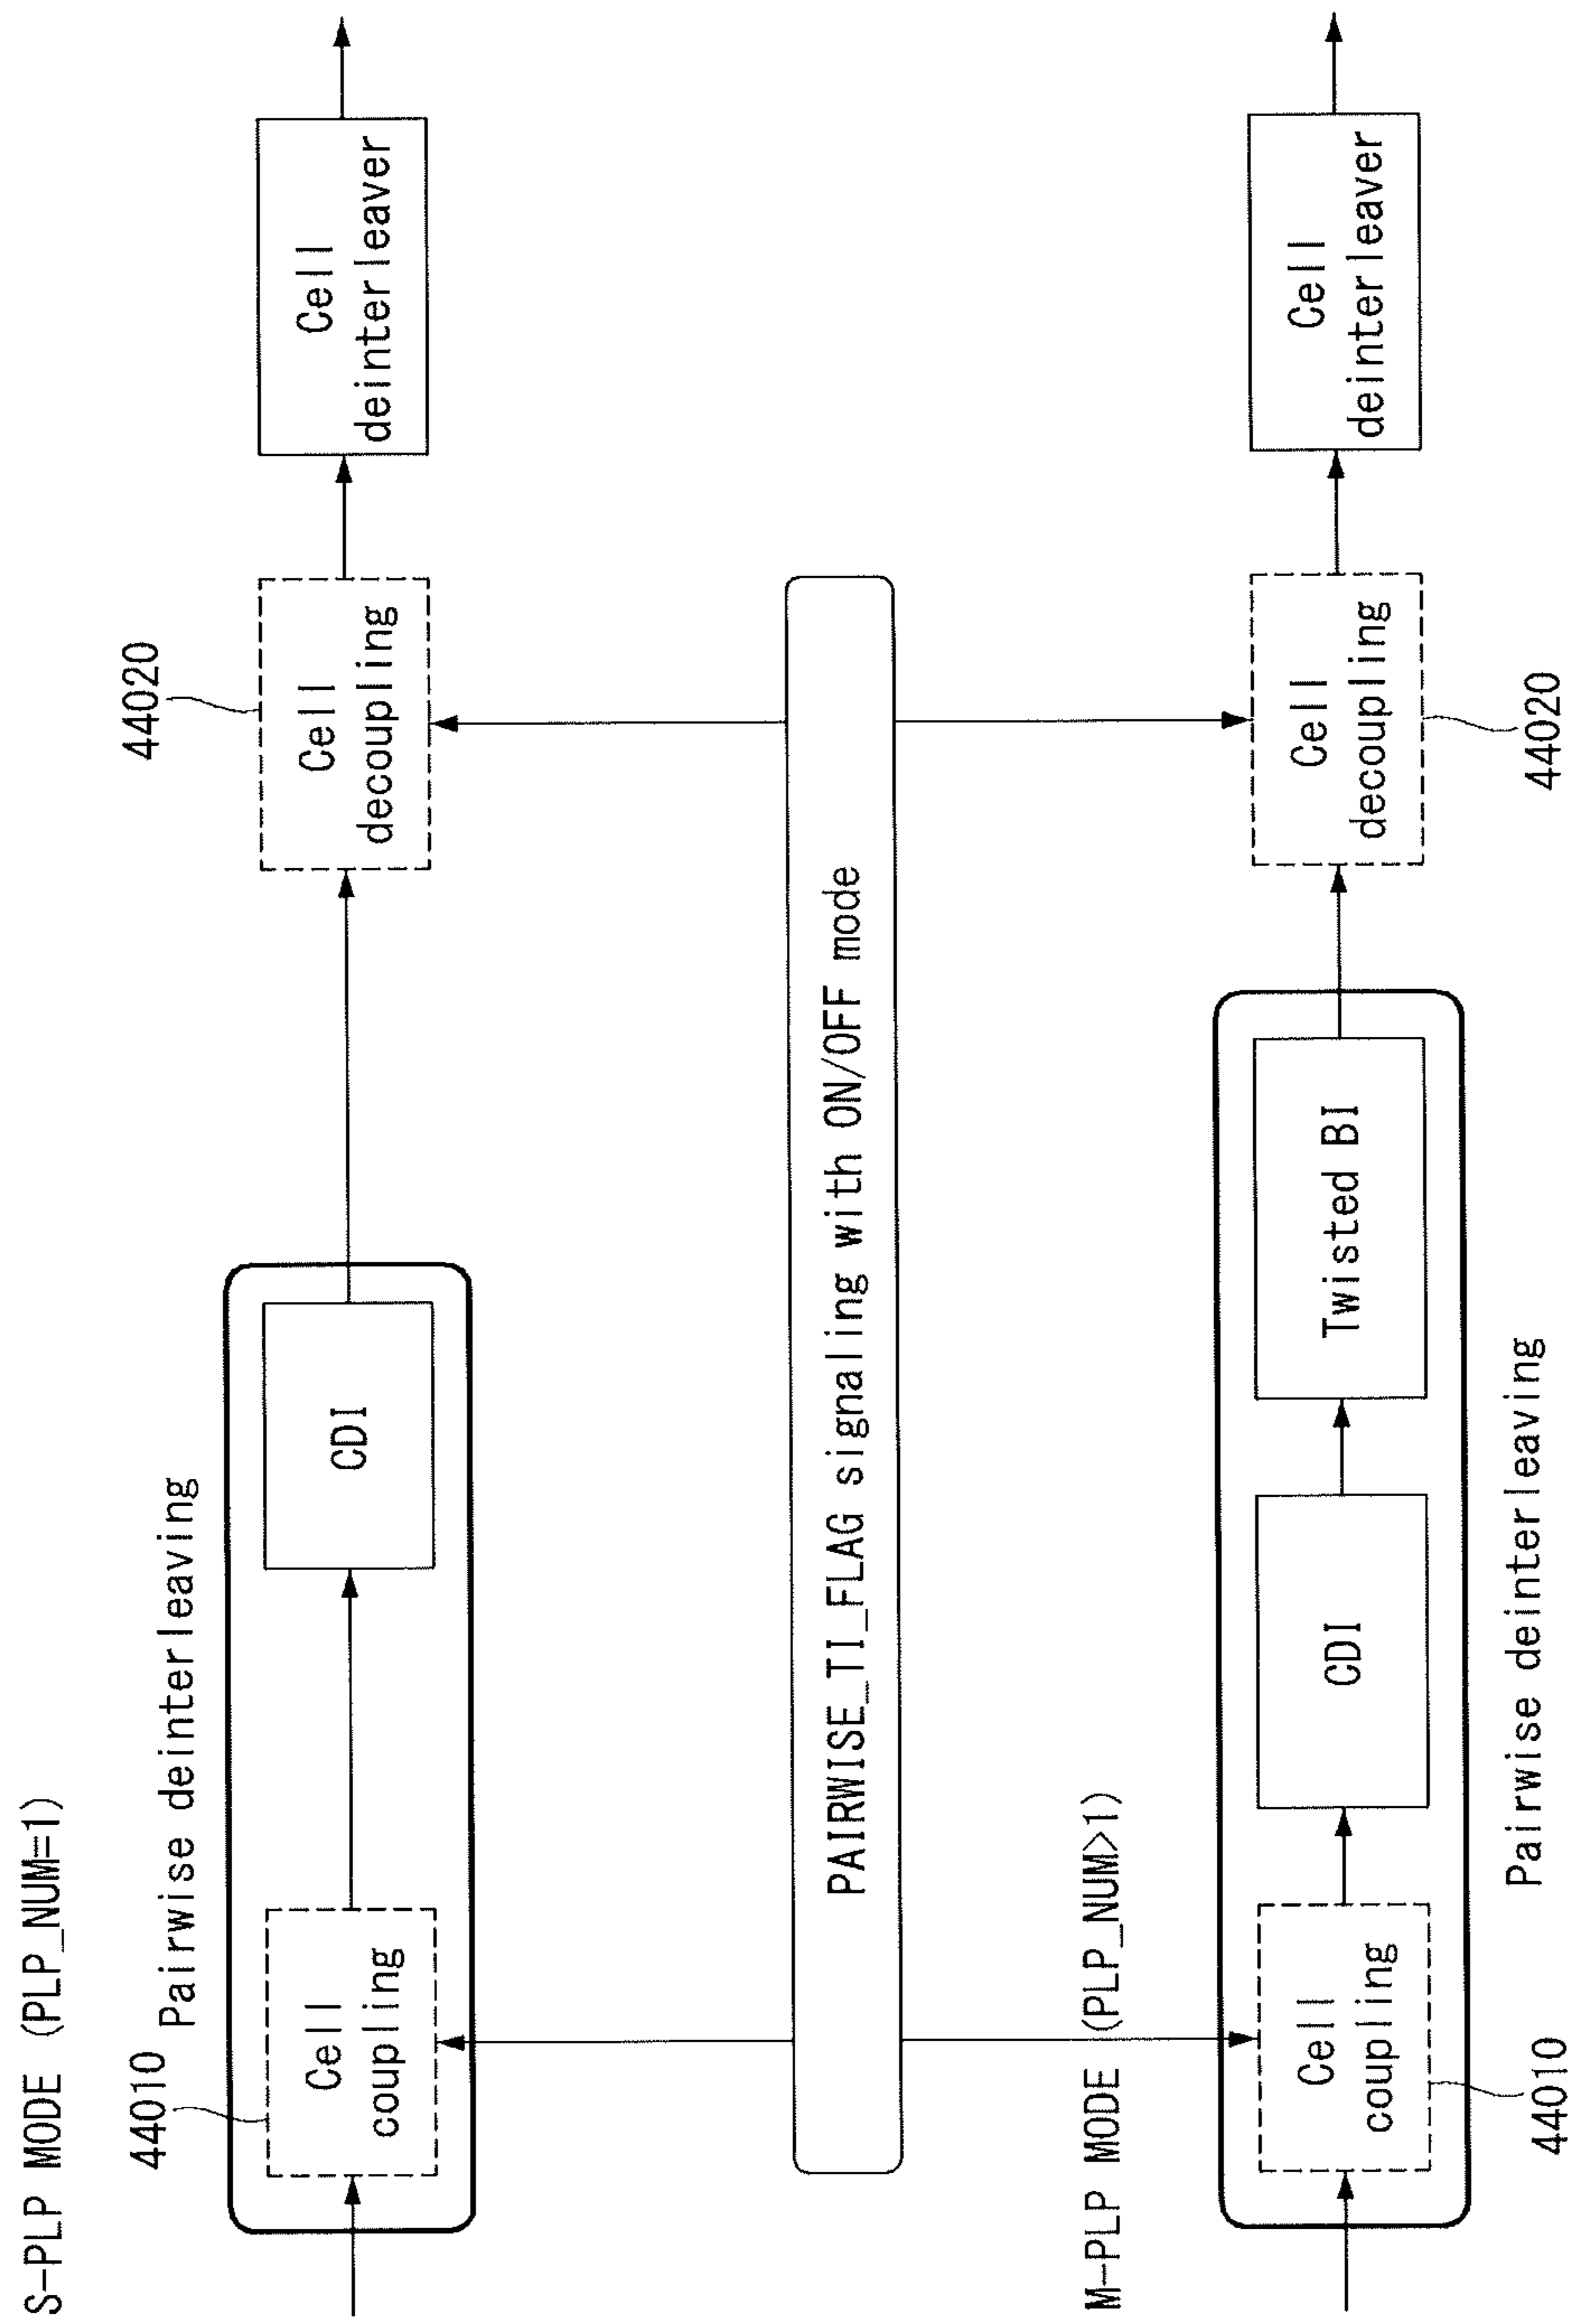 S-PLP MODE (PLP_NUM=1)
Pairwise deinterleaving
44010
Cell
coupling
CDI
44020
Cell
decoupling
Cell
deinterleaver
PAIRWISE_TI_FLAG signaling with ON/OFF mode
M-PLP MODE (PLP_NUM>1)
Cell
coupling
44010
CDI
Twisted BI
Pairwise deinterleaving
Cell
decoupling
44020
Cell
deinterleaver